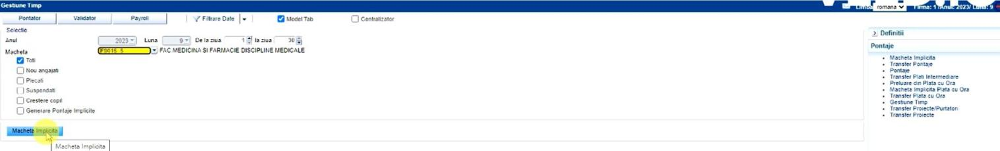 Gestiune Timp
Limba romana Firma: 1 /Anul: 2023/ Luna: 9
Pontator Validator Payroll Filtrare Date Model Tab Centralizator
Selectie
Anul 2023 Luna 9 De la ziua 1 la ziua 30
Macheta F9015_5 FAC MEDICINA SI FARMACIE DISCIPLINE MEDICALE
Toti
Nou angajati
Plecati
Suspendati
Crestere copil
Generare Pontaje Implicite
Macheta Implicita
Macheta Implicita
Definitii
Pontaje
Macheta Implicita
Transfer Pontaje
Pontaje
Transfer Plati Intermediare
Preluare din Plata cu Ora
Macheta Implicita Plata cu Ora
Transfer Plata cu Ora
Gestiune Timp
Transfer Proiecte/Purtatori
Transfer Proiecte